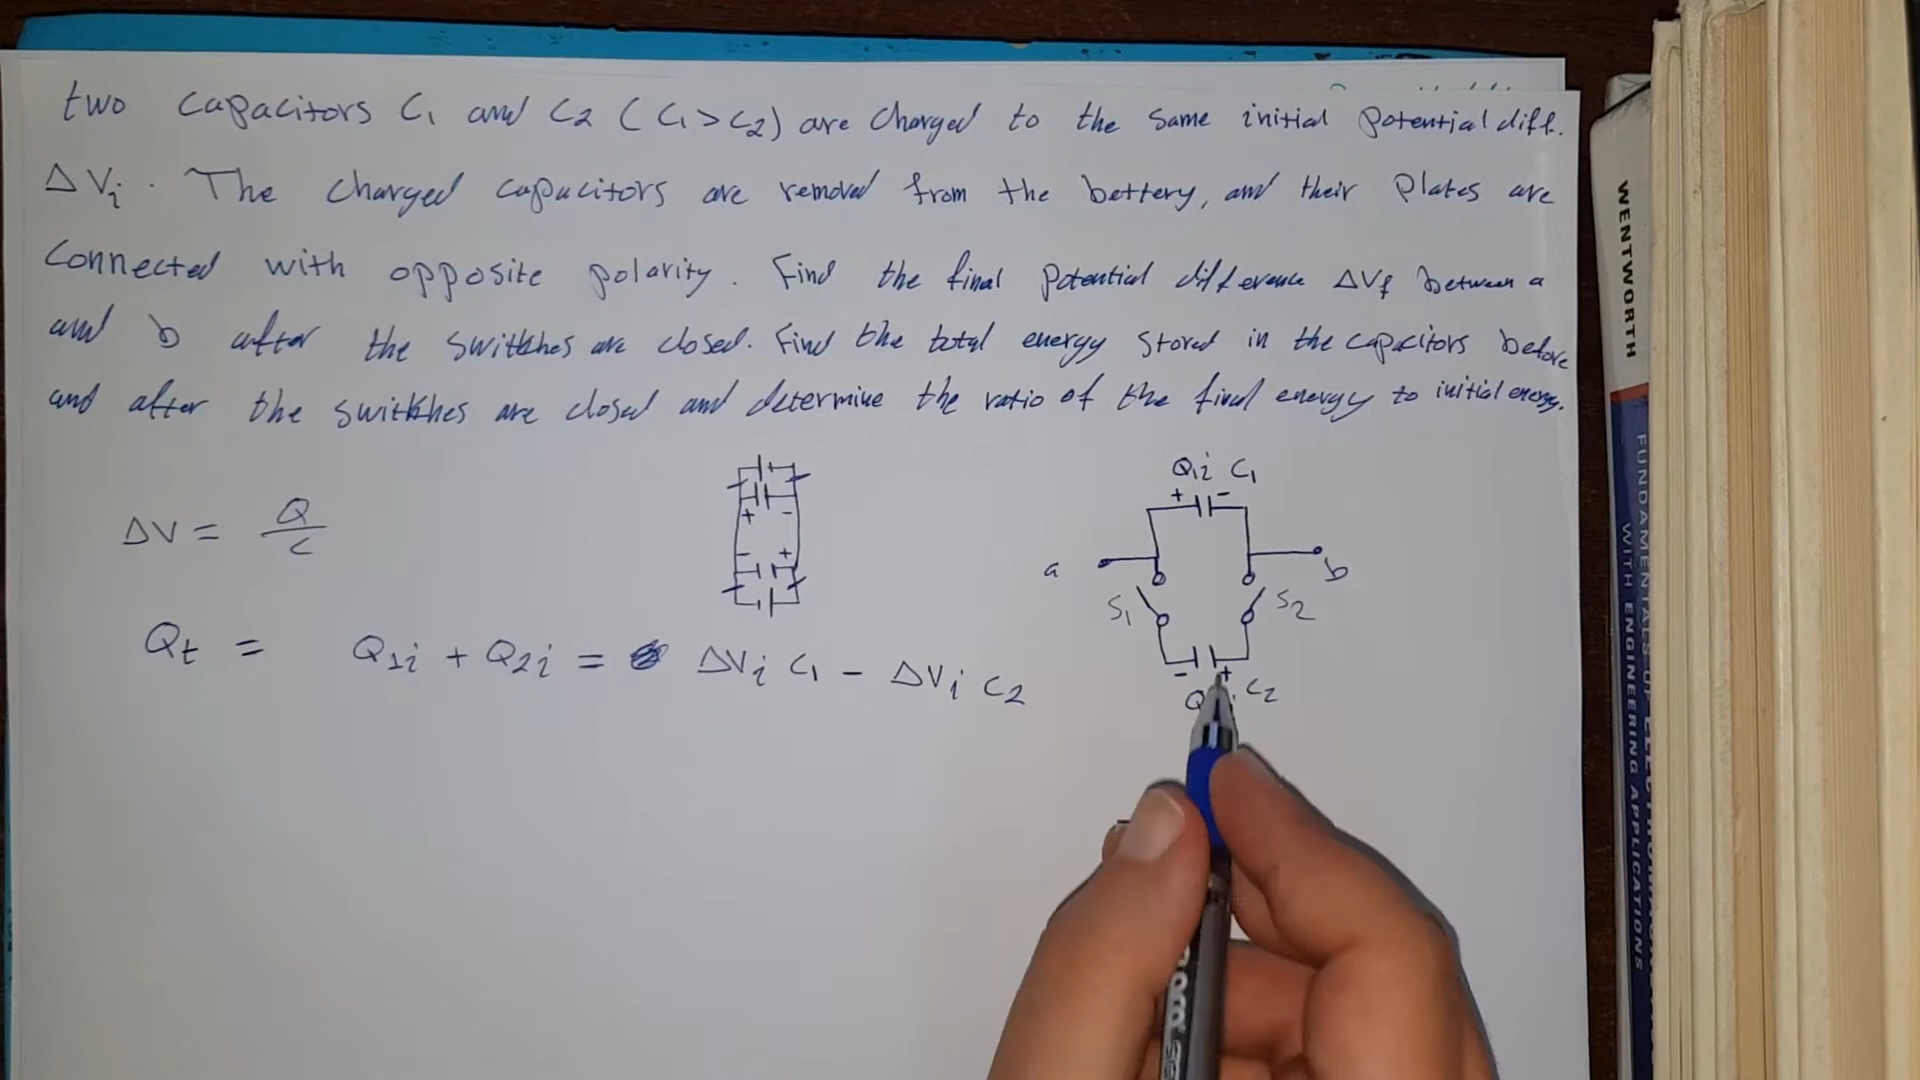 two capacitors C₁ and C₂ (C₁>C₂) are charged to the same initial potential diff.
ΔVi. The charged capacitors are removed from the bettery, and their plates are
Connected with opposite polarity. Find the final potential difference ΔVf between a
and b after the switches are closed. Find the total energy stored in the capacitors before
and after the switches are closed and determine the ratio of the final energy to initial energy.
Q1i C₁
+ -
ΔV = Q/C
+ -
- +
a
b
S₁
S₂
Qt = Q1i + Q2i = ΔVi C₁ - ΔVi C₂
- +
Q C₂
WENTWORTH
FUNDAMENTALS OF ELECTROMAGNETICS
WITH ENGINEERING APPLICATIONS